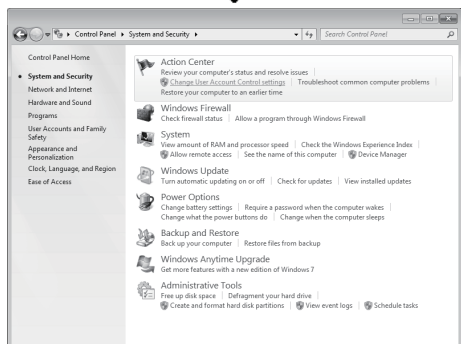 Control Panel ▸ System and Security ▸
Search Control Panel
Control Panel Home
System and Security
Network and Internet
Hardware and Sound
Programs
User Accounts and Family
Safety
Appearance and
Personalization
Clock, Language, and Region
Ease of Access
Action Center
Review your computer's status and resolve issues
Change User Account Control settings | Troubleshoot common computer problems
Restore your computer to an earlier time
Windows Firewall
Check firewall status | Allow a program through Windows Firewall
System
View amount of RAM and processor speed | Check the Windows Experience Index
Allow remote access | See the name of this computer | Device Manager
Windows Update
Turn automatic updating on or off | Check for updates | View installed updates
Power Options
Change battery settings | Require a password when the computer wakes
Change what the power buttons do | Change when the computer sleeps
Backup and Restore
Back up your computer | Restore files from backup
Windows Anytime Upgrade
Get more features with a new edition of Windows 7
Administrative Tools
Free up disk space | Defragment your hard drive
Create and format hard disk partitions | View event logs | Schedule tasks